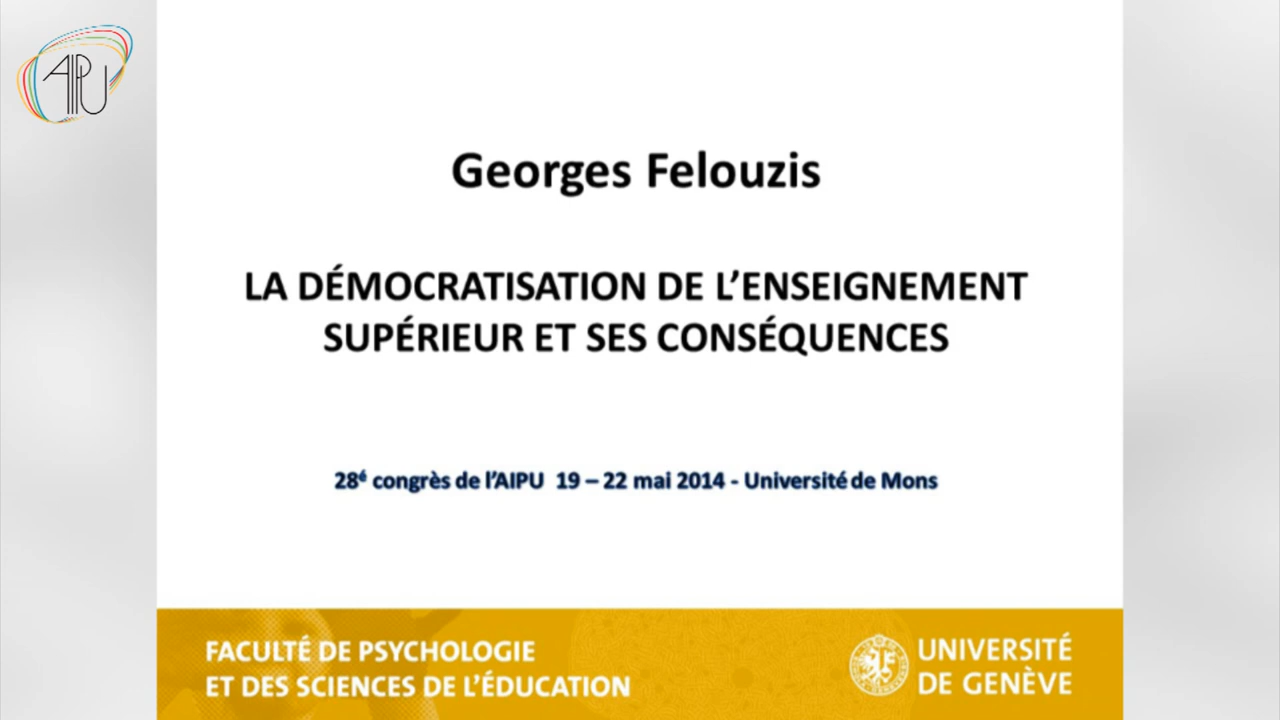 AIPU
Georges Felouzis
LA DÉMOCRATISATION DE L'ENSEIGNEMENT
SUPÉRIEUR ET SES CONSÉQUENCES
28é congrès de l'AIPU 19 – 22 mai 2014 - Université de Mons
FACULTÉ DE PSYCHOLOGIE
ET DES SCIENCES DE L'ÉDUCATION
UNIVERSITÉ
DE GENÈVE